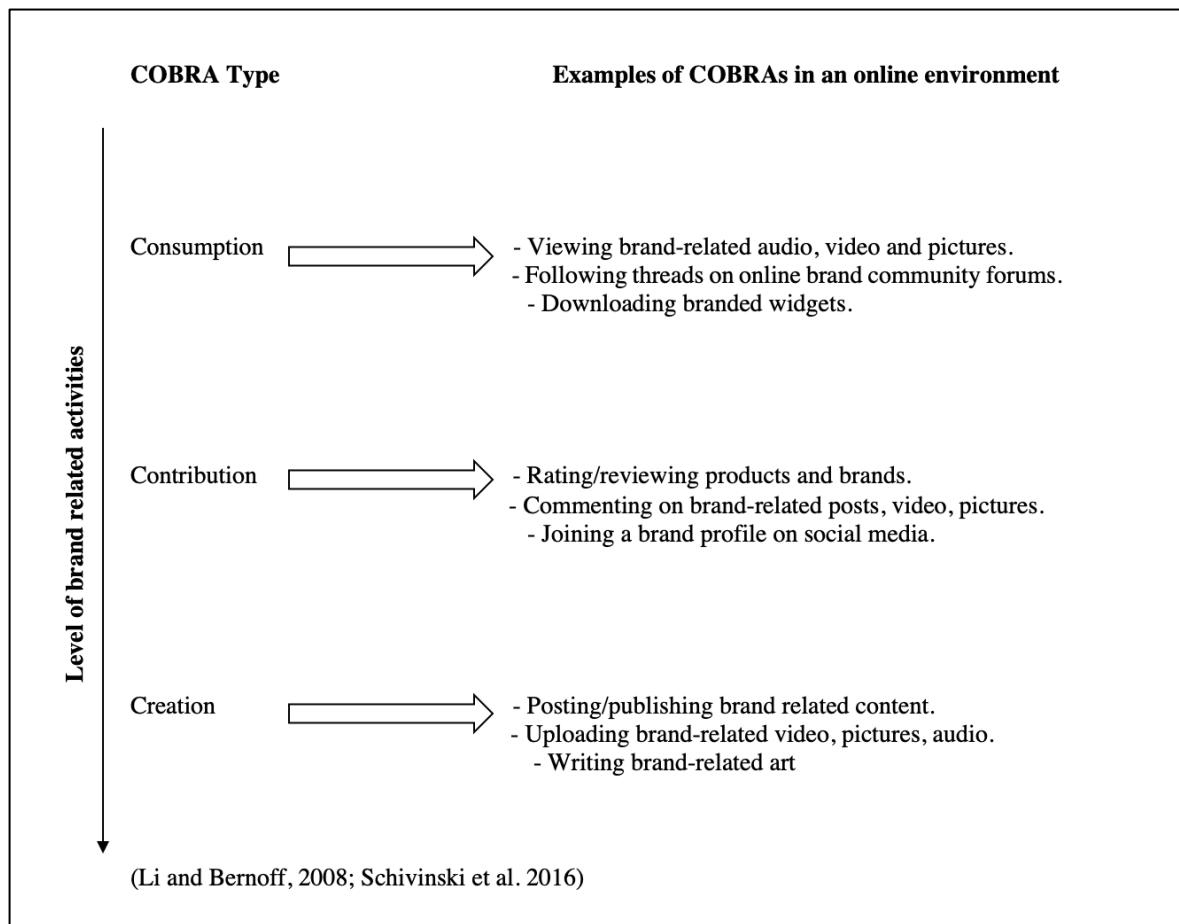 COBRA Type
Examples of COBRAs in an online environment
Level of brand related activities
Consumption
- Viewing brand-related audio, video and pictures.
- Following threads on online brand community forums.
- Downloading branded widgets.
Contribution
- Rating/reviewing products and brands.
- Commenting on brand-related posts, video, pictures.
- Joining a brand profile on social media.
Creation
- Posting/publishing brand related content.
- Uploading brand-related video, pictures, audio.
- Writing brand-related art
(Li and Bernoff, 2008; Schivinski et al. 2016)